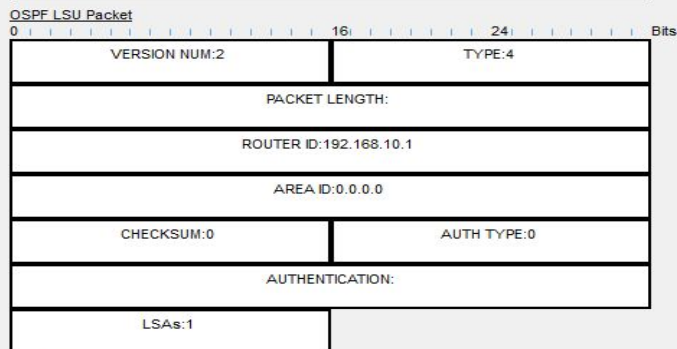 OSPF LSU Packet
0 16 24 Bits
VERSION NUM:2 TYPE:4
PACKET LENGTH:
ROUTER ID:192.168.10.1
AREA ID:0.0.0.0
CHECKSUM:0 AUTH TYPE:0
AUTHENTICATION:
LSAs:1